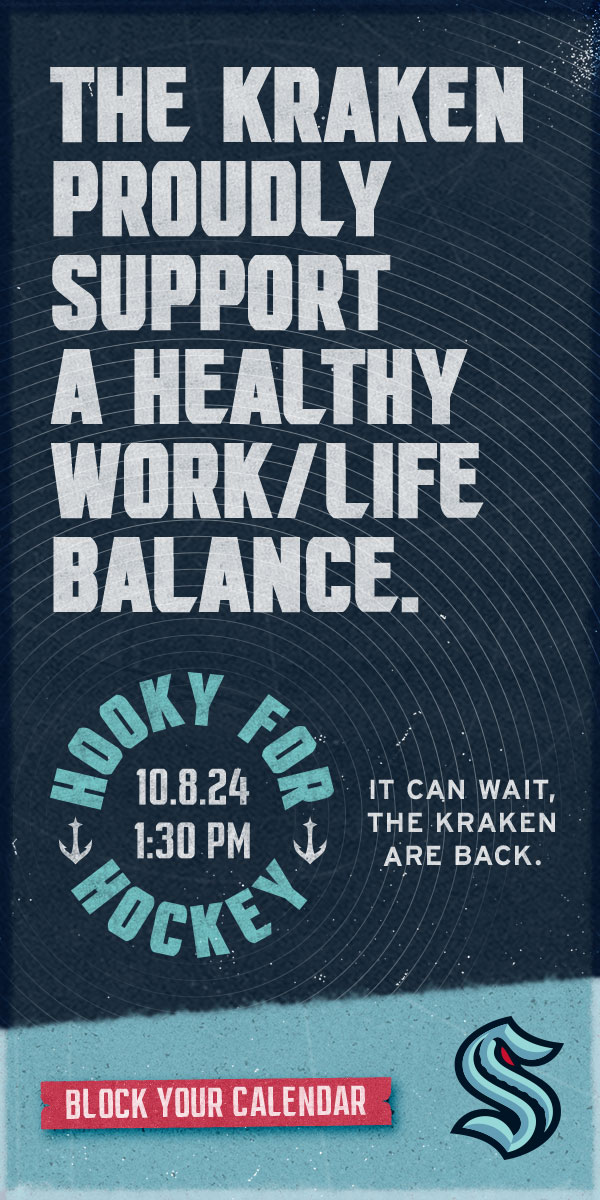 THE KRAKEN
PROUDLY
SUPPORT
A HEALTHY
WORK/LIFE
BALANCE.
HOOKY FOR
10.8.24
1:30 PM
HOCKEY
IT CAN WAIT,
THE KRAKEN
ARE BACK.
BLOCK YOUR CALENDAR